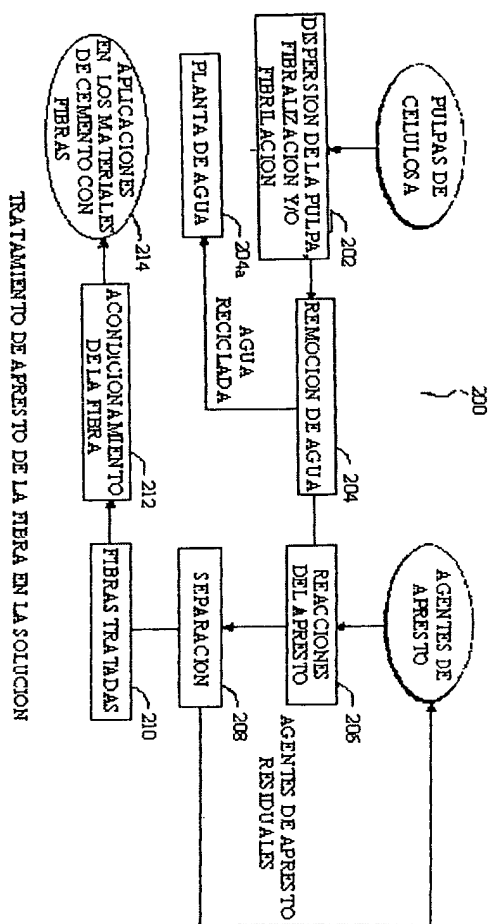 200
PULPAS DE
CELULOSA
DISPERSION DE LA PULPA,
FIBRALIZACION Y/O
FIBRILACION
202
REMOCION DE AGUA
204
PLANTA DE AGUA
204a
AGUA
RECICLADA
AGENTES DE
APRESTO
REACCIONES
DEL APRESTO
206
SEPARACION
208
AGENTES DE APRESTO
RESIDUALES
FIBRAS TRATADAS
210
ACONDICIONAMIENTO
DE LA FIBRA
212
APLICACIONES
EN LOS MATERIALES
DE CEMENTO CON
FIBRAS
214
TRATAMIENTO DE APRESTO DE LA FIBRA EN LA SOLUCION